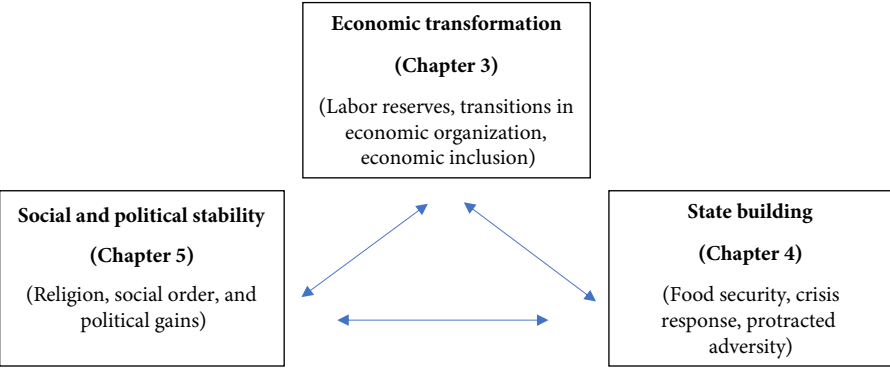 Economic transformation
(Chapter 3)
(Labor reserves, transitions in
economic organization,
economic inclusion)
Social and political stability
(Chapter 5)
(Religion, social order, and
political gains)
State building
(Chapter 4)
(Food security, crisis
response, protracted
adversity)